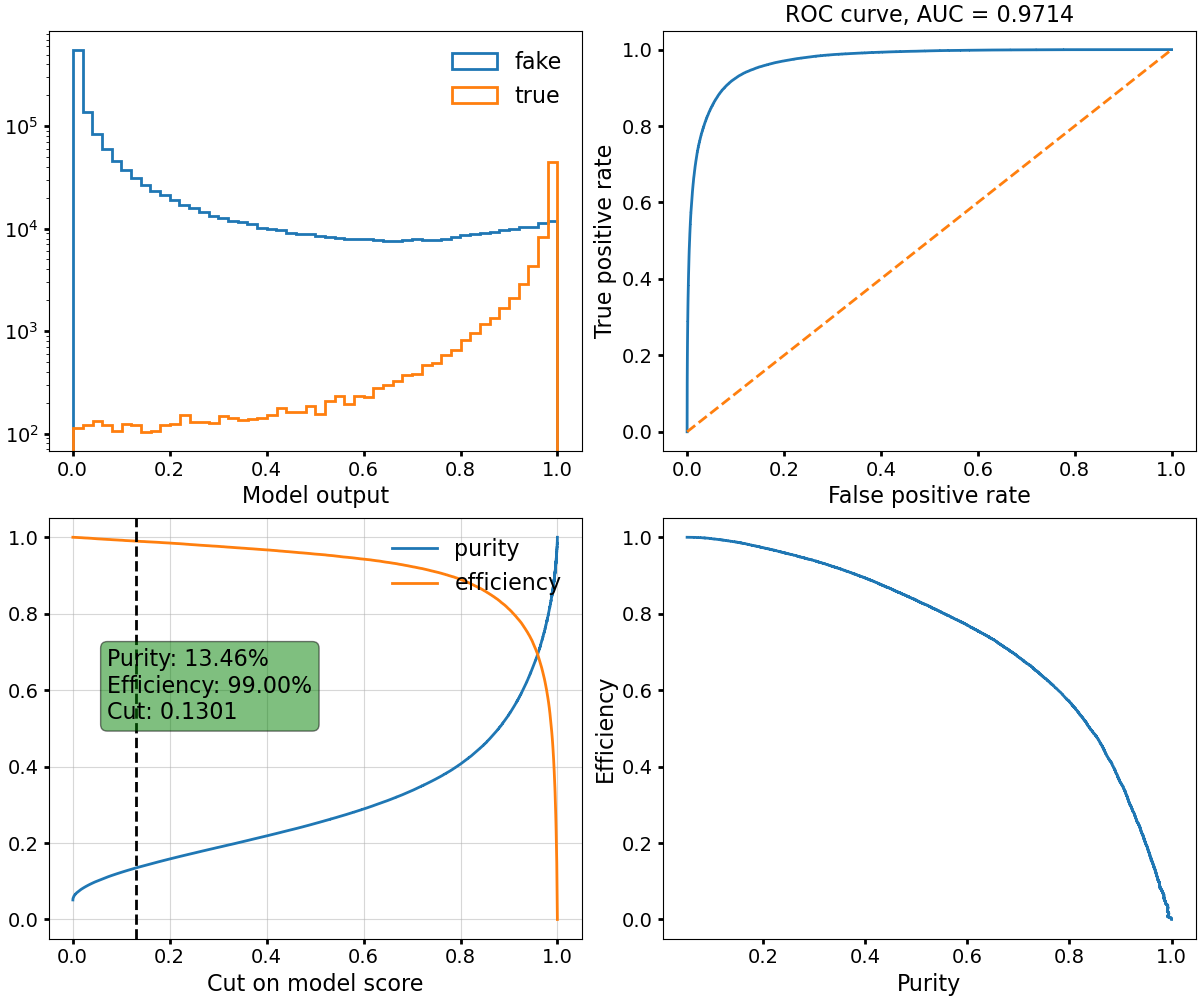 fake
true
10^5
10^4
10^3
10^2
0.0 0.2 0.4 0.6 0.8 1.0
Model output
ROC curve, AUC = 0.9714
True positive rate
1.0
0.8
0.6
0.4
0.2
0.0
0.0 0.2 0.4 0.6 0.8 1.0
False positive rate
purity
efficiency
1.0
0.8
0.6
0.4
0.2
0.0
Purity: 13.46%
Efficiency: 99.00%
Cut: 0.1301
0.0 0.2 0.4 0.6 0.8 1.0
Cut on model score
Efficiency
1.0
0.8
0.6
0.4
0.2
0.0
0.2 0.4 0.6 0.8 1.0
Purity